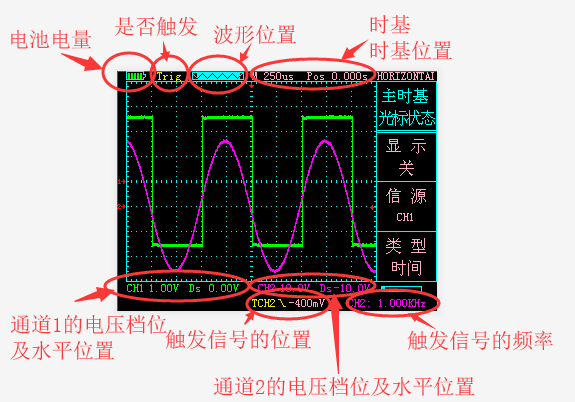 电池电量
是否触发
波形位置
时基
时基位置
Trig
M 250us Pos 0.000s
HORIZONTAI
主时基
光标状态
显 示
关
信 源
CH1
类 型
时间
1
2
CH1 1.00V Ds 0.00V
CH2 10.0V Ds-10.0V
TCH2 -400mV
CH2: 1.000KHz
通道1的电压档位
及水平位置
触发信号的位置
触发信号的频率
通道2的电压档位及水平位置